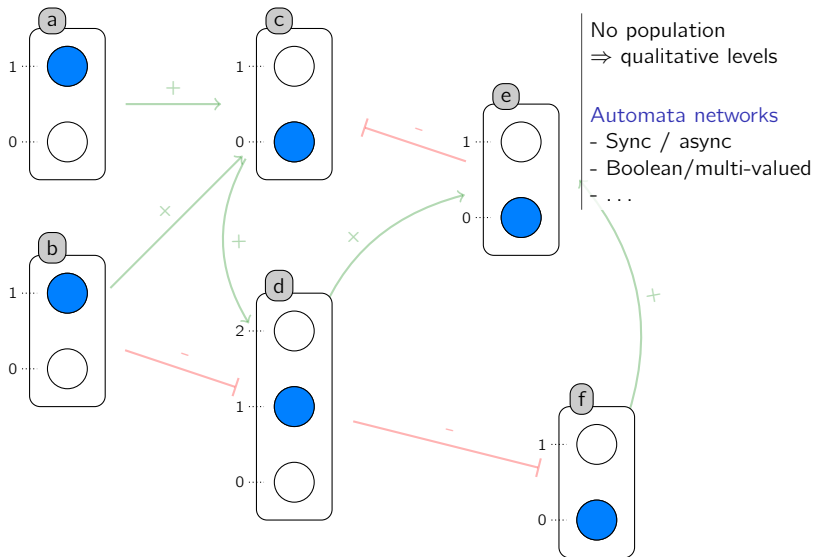 a
1
0
+
c
1
0
e
1
0
-
No population
⇒ qualitative levels
Automata networks
- Sync / async
- Boolean/multi-valued
- . . .
b
1
0
×
-
+
d
2
1
0
×
-
+
f
1
0